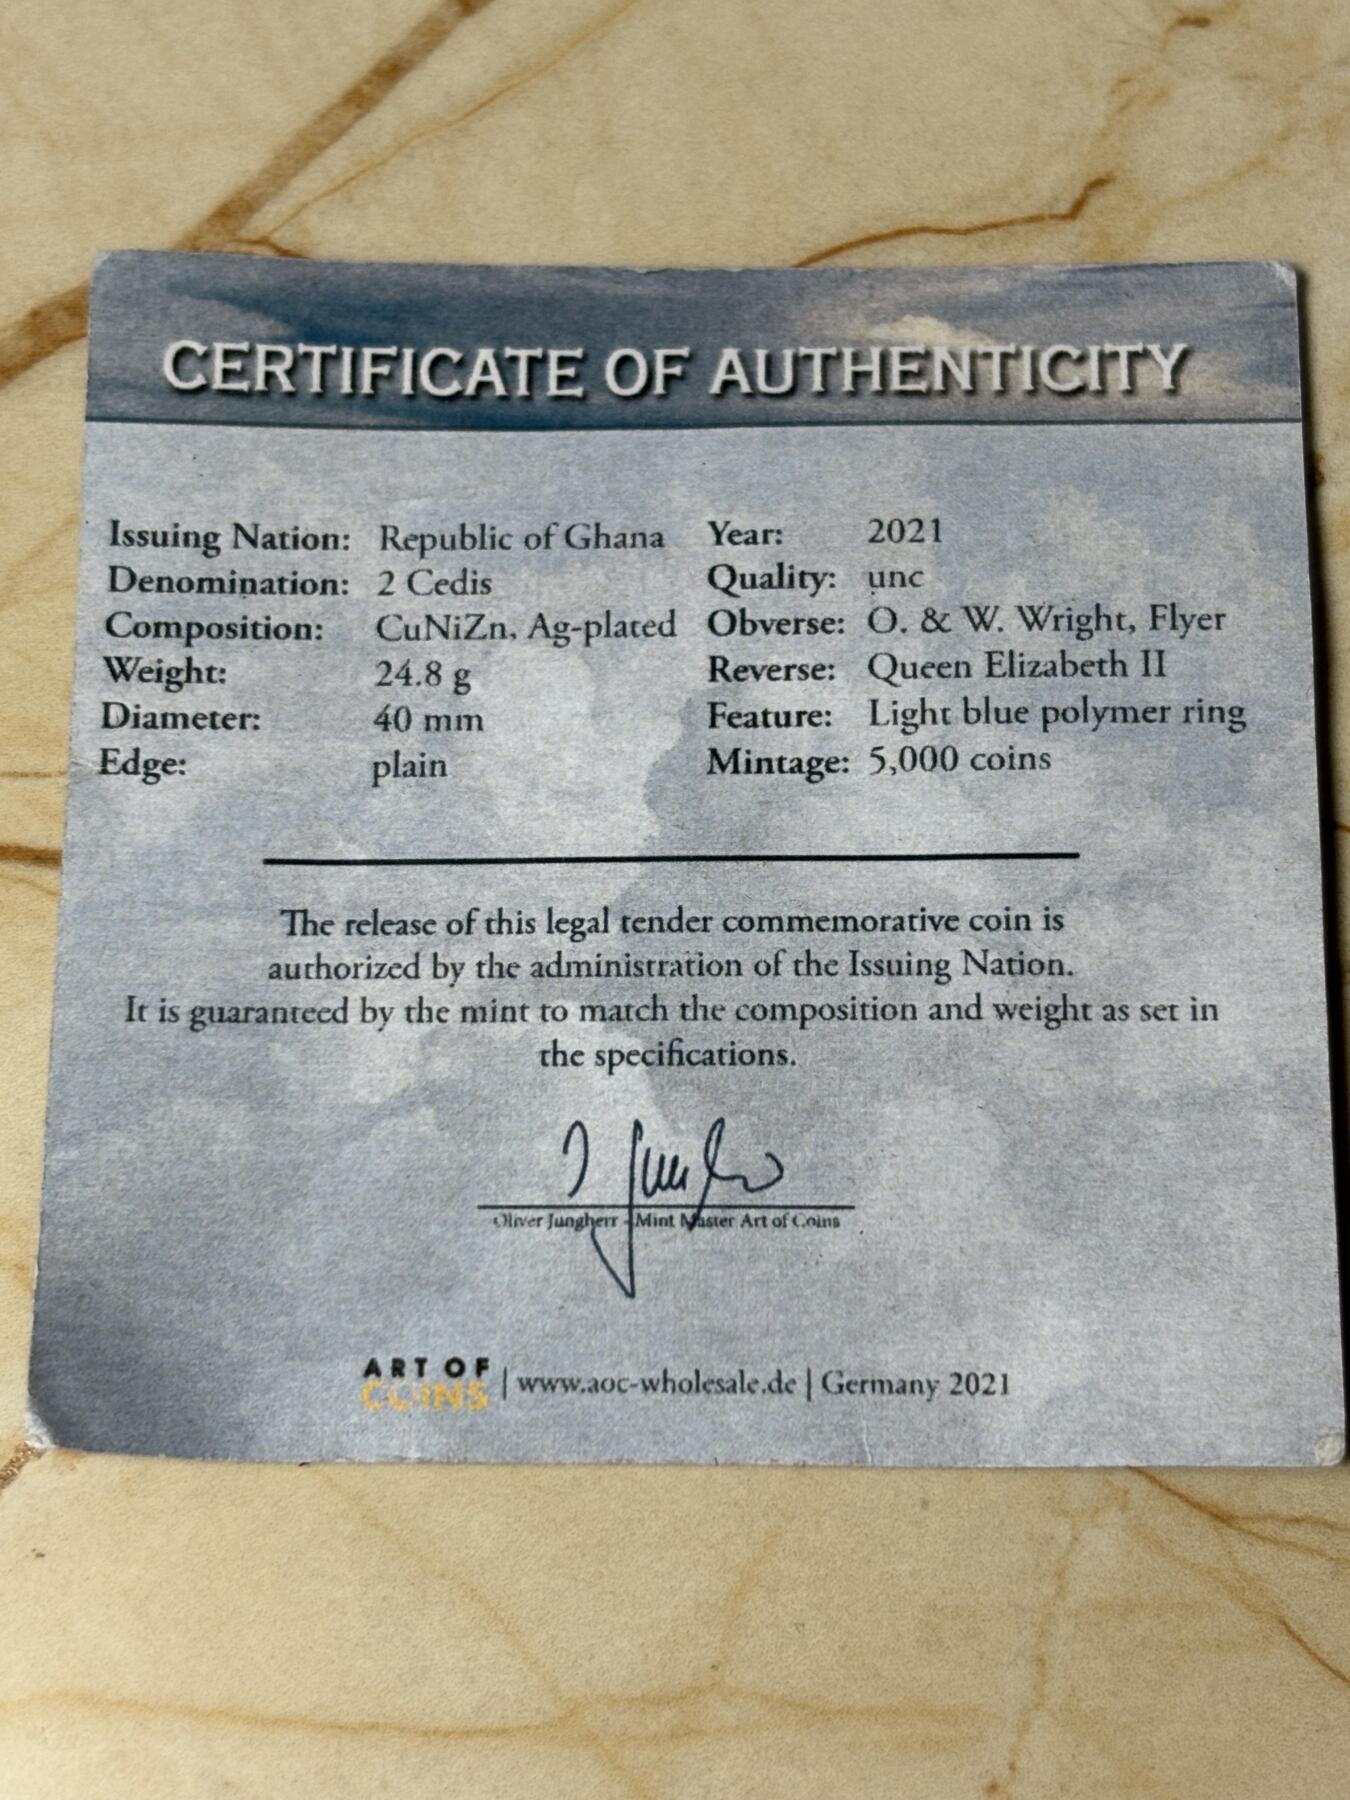 CERTIFICATE OF AUTHENTICITY
Issuing Nation: Republic of Ghana Year: 2021
Denomination: 2 Cedis Quality: unc
Composition: CuNiZn, Ag-plated Obverse: O. & W. Wright, Flyer
Weight: 24.8 g Reverse: Queen Elizabeth II
Diameter: 40 mm Feature: Light blue polymer ring
Edge: plain Mintage: 5,000 coins
The release of this legal tender commemorative coin is
authorized by the administration of the Issuing Nation.
It is guaranteed by the mint to match the composition and weight as set in
the specifications.
Oliver Jungherr - Mint Master Art of Coins
ART OF
COINS | www.aoc-wholesale.de | Germany 2021